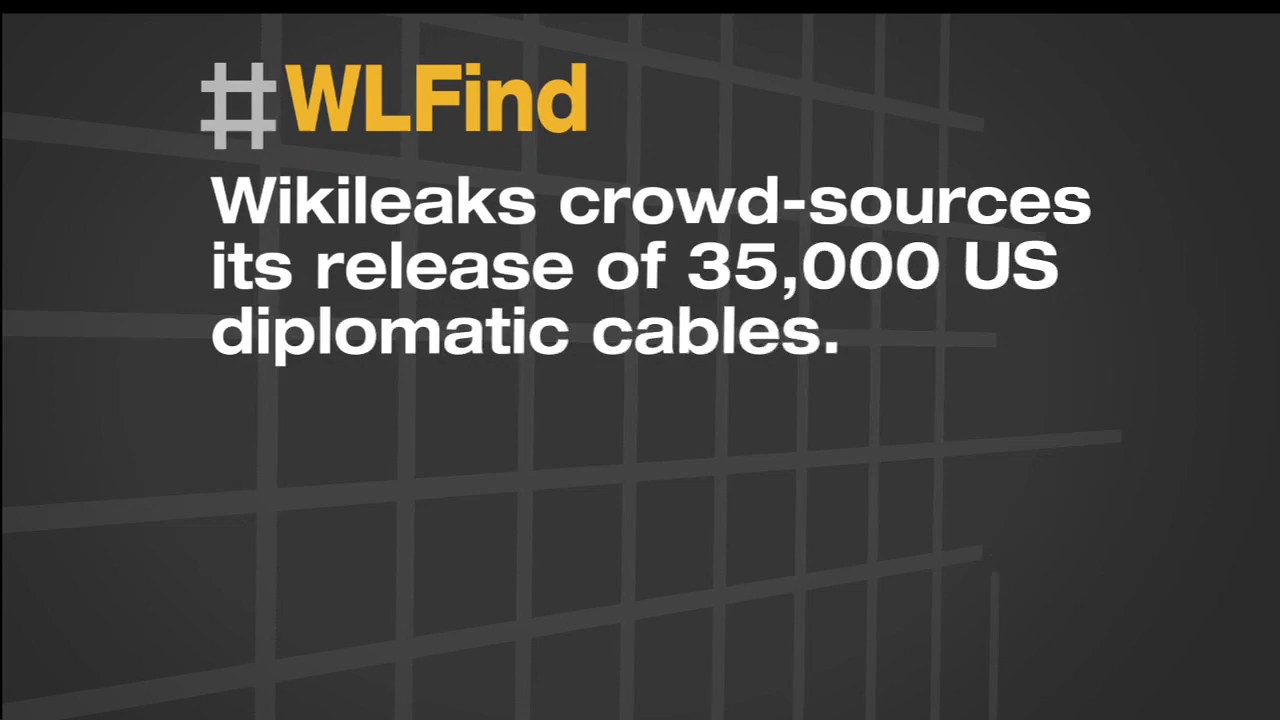 #WLFind
Wikileaks crowd-sources
its release of 35,000 US
diplomatic cables.